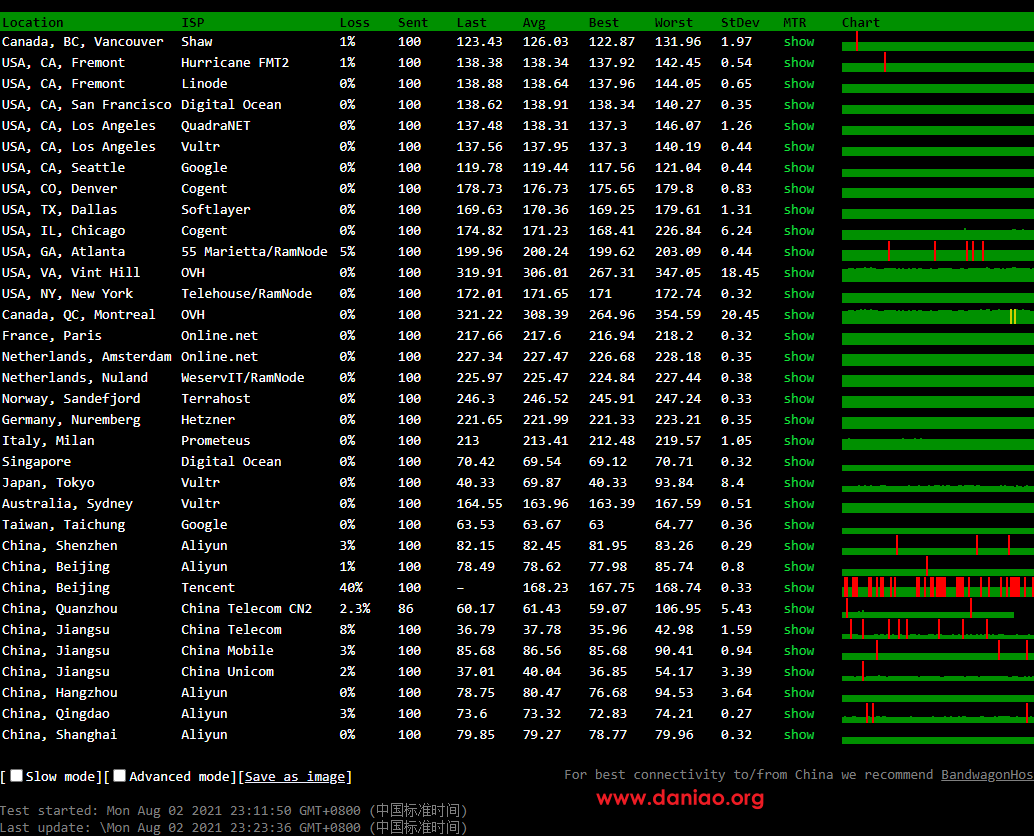 Location ISP Loss Sent Last Avg Best Worst StDev MTR Chart
Canada, BC, Vancouver Shaw 1% 100 123.43 126.03 122.87 131.96 1.97 show
USA, CA, Fremont Hurricane FMT2 1% 100 138.38 138.34 137.92 142.45 0.54 show
USA, CA, Fremont Linode 0% 100 138.88 138.64 137.96 144.05 0.65 show
USA, CA, San Francisco Digital Ocean 0% 100 138.62 138.91 138.34 140.27 0.35 show
USA, CA, Los Angeles QuadraNET 0% 100 137.48 138.31 137.3 146.07 1.26 show
USA, CA, Los Angeles Vultr 0% 100 137.56 137.95 137.3 140.19 0.44 show
USA, CA, Seattle Google 0% 100 119.78 119.44 117.56 121.04 0.44 show
USA, CO, Denver Cogent 0% 100 178.73 176.73 175.65 179.8 0.83 show
USA, TX, Dallas Softlayer 0% 100 169.63 170.36 169.25 179.61 1.31 show
USA, IL, Chicago Cogent 0% 100 174.82 171.23 168.41 226.84 6.24 show
USA, GA, Atlanta 55 Marietta/RamNode 5% 100 199.96 200.24 199.62 203.09 0.44 show
USA, VA, Vint Hill OVH 0% 100 319.91 306.01 267.31 347.05 18.45 show
USA, NY, New York Telehouse/RamNode 0% 100 172.01 171.65 171 172.74 0.32 show
Canada, QC, Montreal OVH 0% 100 321.22 308.39 264.96 354.59 20.45 show
France, Paris Online.net 0% 100 217.66 217.6 216.94 218.2 0.32 show
Netherlands, Amsterdam Online.net 0% 100 227.34 227.47 226.68 228.18 0.35 show
Netherlands, Nuland WeservIT/RamNode 0% 100 225.97 225.47 224.84 227.44 0.38 show
Norway, Sandefjord Terrahost 0% 100 246.3 246.52 245.91 247.24 0.33 show
Germany, Nuremberg Hetzner 0% 100 221.65 221.99 221.33 223.21 0.35 show
Italy, Milan Prometeus 0% 100 213 213.41 212.48 219.57 1.05 show
Singapore Digital Ocean 0% 100 70.42 69.54 69.12 70.71 0.32 show
Japan, Tokyo Vultr 0% 100 40.33 69.87 40.33 93.84 8.4 show
Australia, Sydney Vultr 0% 100 164.55 163.96 163.39 167.59 0.51 show
Taiwan, Taichung Google 0% 100 63.53 63.67 63 64.77 0.36 show
China, Shenzhen Aliyun 3% 100 82.15 82.45 81.95 83.26 0.29 show
China, Beijing Aliyun 1% 100 78.49 78.62 77.98 85.74 0.8 show
China, Beijing Tencent 40% 100 – 168.23 167.75 168.74 0.33 show
China, Quanzhou China Telecom CN2 2.3% 86 60.17 61.43 59.07 106.95 5.43 show
China, Jiangsu China Telecom 8% 100 36.79 37.78 35.96 42.98 1.59 show
China, Jiangsu China Mobile 3% 100 85.68 86.56 85.68 90.41 0.94 show
China, Jiangsu China Unicom 2% 100 37.01 40.04 36.85 54.17 3.39 show
China, Hangzhou Aliyun 0% 100 78.75 80.47 76.68 94.53 3.64 show
China, Qingdao Aliyun 3% 100 73.6 73.32 72.83 74.21 0.27 show
China, Shanghai Aliyun 0% 100 79.85 79.27 78.77 79.96 0.32 show
[ Slow mode][ Advanced mode][Save as image]
For best connectivity to/from China we recommend BandwagonHos
www.daniao.org
Test started: Mon Aug 02 2021 23:11:50 GMT+0800 (中国标准时间)
Last update: \Mon Aug 02 2021 23:23:36 GMT+0800 (中国标准时间)